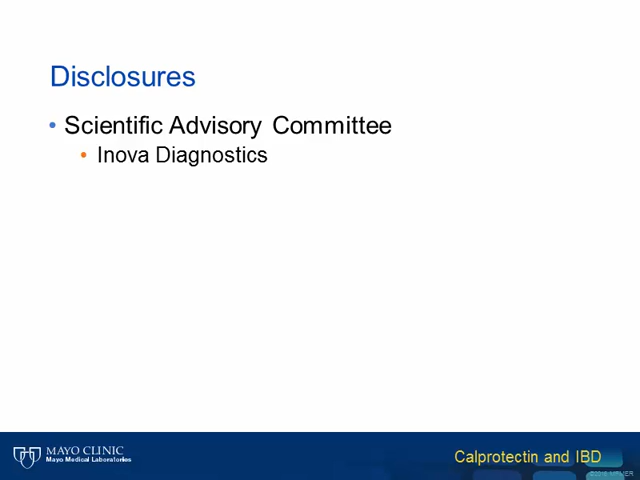 Disclosures
• Scientific Advisory Committee
• Inova Diagnostics
MAYO CLINIC
Mayo Medical Laboratories
Calprotectin and IBD